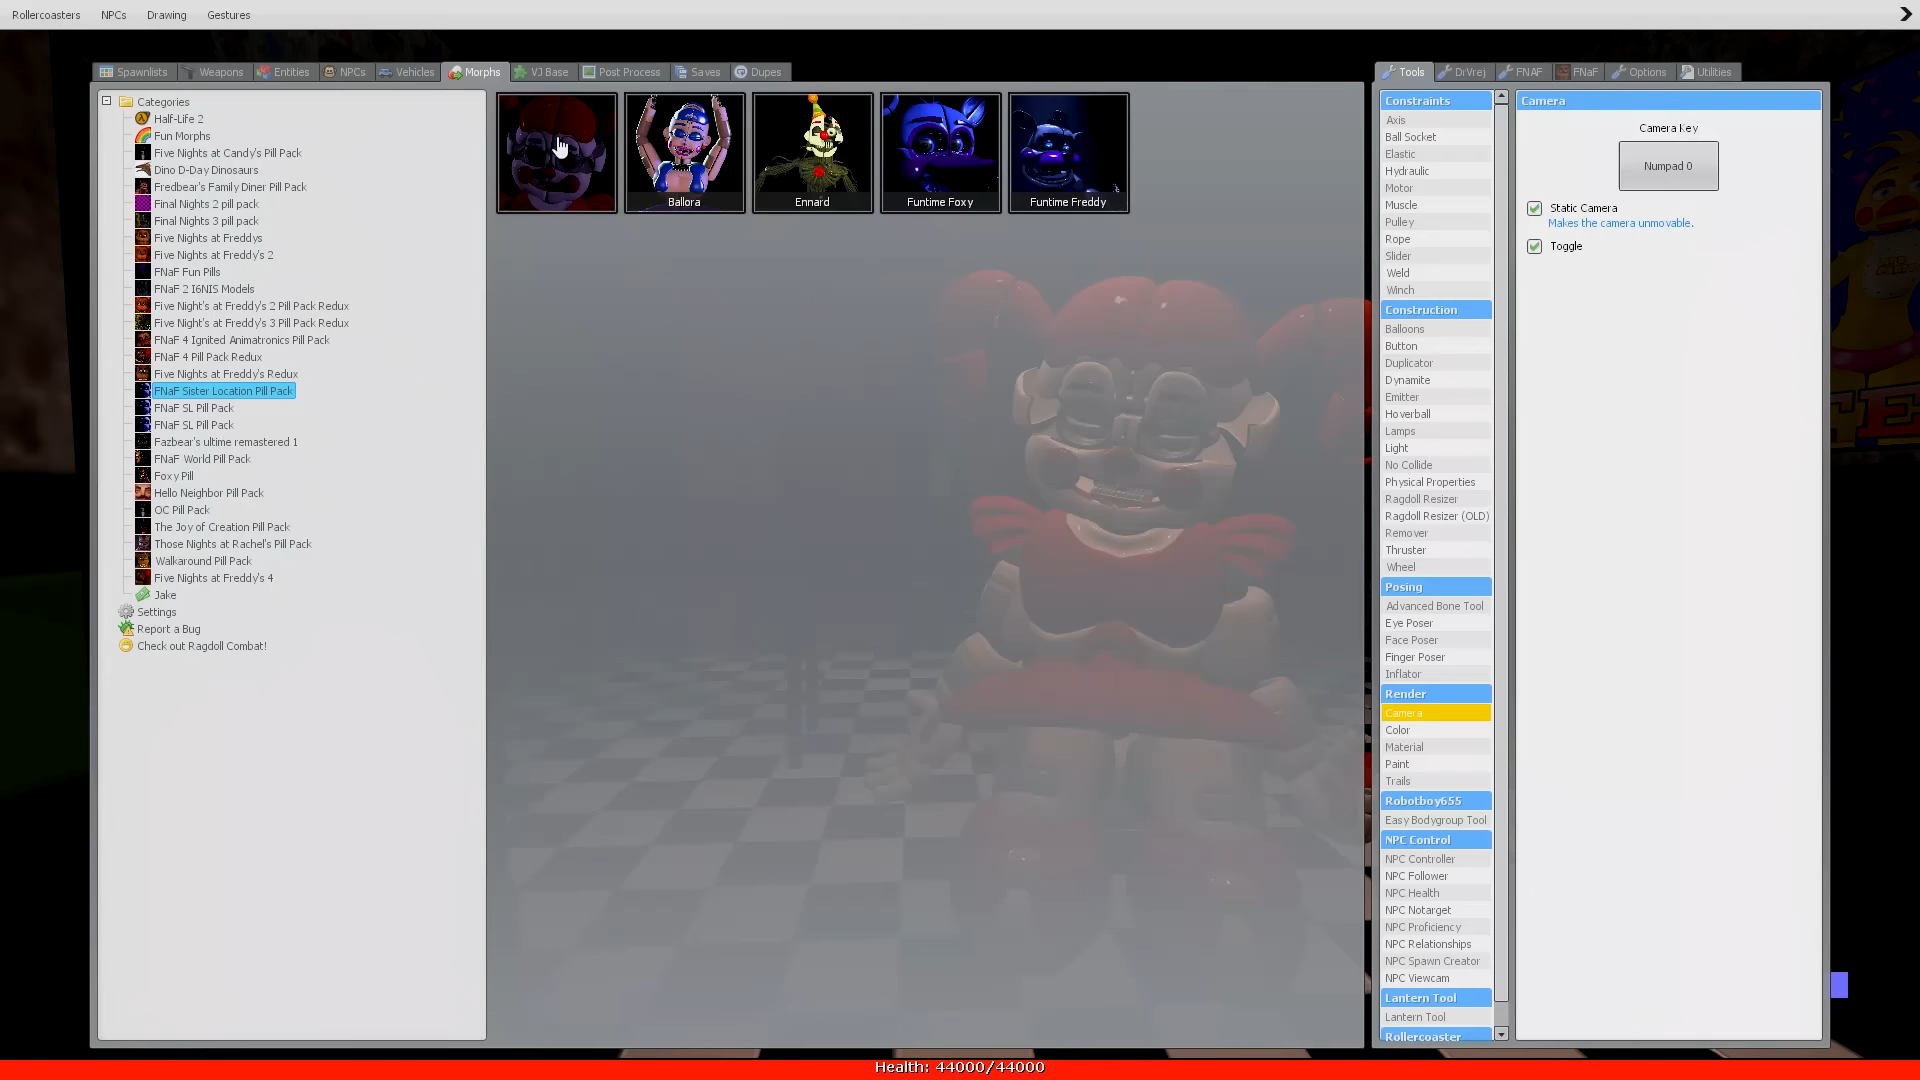 Rollercoasters NPCs Drawing Gestures
Spawnlists Weapons Entities NPCs Vehicles Morphs VJ Base Post Process Saves Dupes
Categories
Half-Life 2
Fun Morphs
Five Nights at Candy's Pill Pack
Dino D-Day Dinosaurs
Fredbear's Family Diner Pill Pack
Final Nights 2 pill pack
Final Nights 3 pill pack
Five Nights at Freddys
Five Nights at Freddy's 2
FNaF Fun Pills
FNaF 2 I6NIS Models
Five Night's at Freddy's 2 Pill Pack Redux
Five Night's at Freddy's 3 Pill Pack Redux
FNaF 4 Ignited Animatronics Pill Pack
FNaF 4 Pill Pack Redux
Five Nights at Freddy's Redux
FNaF Sister Location Pill Pack
FNaF SL Pill Pack
FNaF SL Pill Pack
Fazbear's ultime remastered 1
FNaF World Pill Pack
Foxy Pill
Hello Neighbor Pill Pack
OC Pill Pack
The Joy of Creation Pill Pack
Those Nights at Rachel's Pill Pack
Walkaround Pill Pack
Five Nights at Freddy's 4
Jake
Settings
Report a Bug
Check out Ragdoll Combat!
Ballora
Ennard
Funtime Foxy
Funtime Freddy
Tools DrVrej FNAF FNaF Options Utilities
Constraints
Axis
Ball Socket
Elastic
Hydraulic
Motor
Muscle
Pulley
Rope
Slider
Weld
Winch
Construction
Balloons
Button
Duplicator
Dynamite
Emitter
Hoverball
Lamps
Light
No Collide
Physical Properties
Ragdoll Resizer
Ragdoll Resizer (OLD)
Remover
Thruster
Wheel
Posing
Advanced Bone Tool
Eye Poser
Face Poser
Finger Poser
Inflator
Render
Camera
Color
Material
Paint
Trails
Robotboy655
Easy Bodygroup Tool
NPC Control
NPC Controller
NPC Follower
NPC Health
NPC Notarget
NPC Proficiency
NPC Relationships
NPC Spawn Creator
NPC Viewcam
Lantern Tool
Lantern Tool
Rollercoaster
Camera
Camera Key
Numpad 0
Static Camera
Makes the camera unmovable.
Toggle
Health: 44000/44000